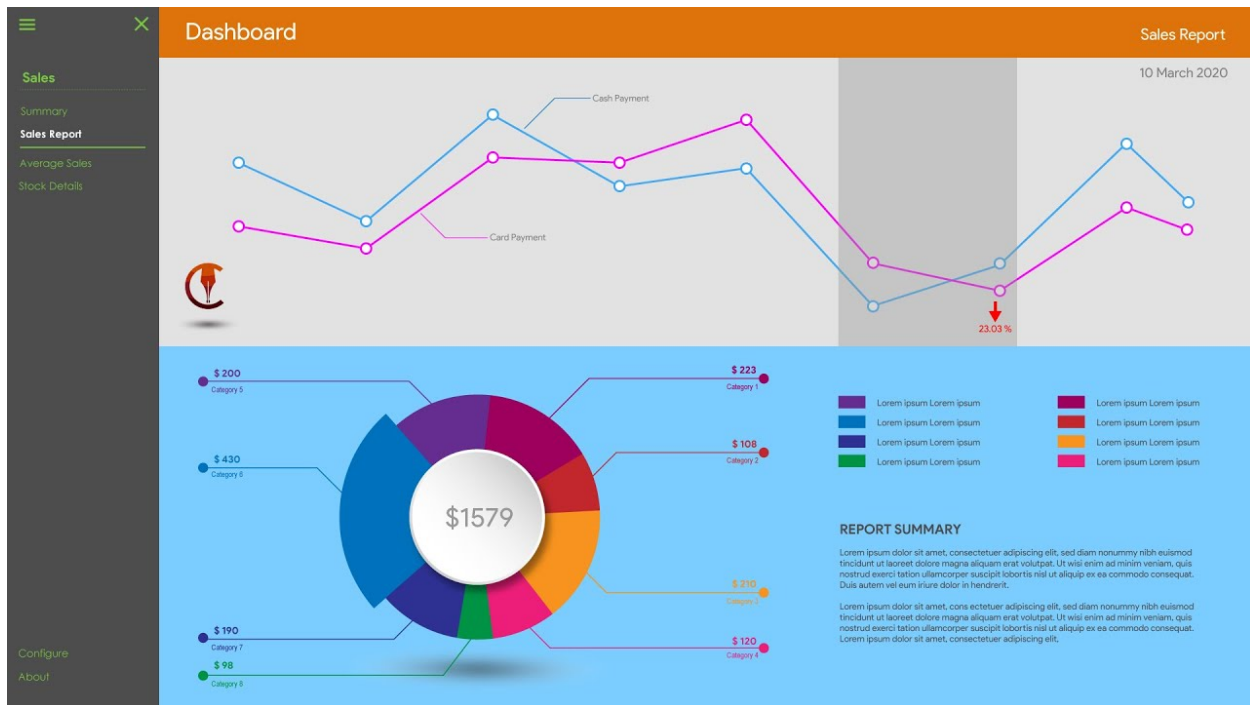 Dashboard
Sales Report
10 March 2020
Sales
Summary
Sales Report
Average Sales
Stock Details
Configure
About
Cash Payment
Card Payment
23.03 %
$ 200
Category 5
$ 430
Category 6
$ 190
Category 7
$ 98
Category 8
$1579
$ 223
Category 1
$ 108
Category 2
$ 210
Category 3
$ 120
Category 4
Lorem ipsum Lorem ipsum
Lorem ipsum Lorem ipsum
Lorem ipsum Lorem ipsum
Lorem ipsum Lorem ipsum
Lorem ipsum Lorem ipsum
Lorem ipsum Lorem ipsum
Lorem ipsum Lorem ipsum
Lorem ipsum Lorem ipsum
REPORT SUMMARY
Lorem ipsum dolor sit amet, consectetuer adipiscing elit, sed diam nonummy nibh euismod
tincidunt ut laoreet dolore magna aliquam erat volutpat. Ut wisi enim ad minim veniam, quis
nostrud exerci tation ullamcorper suscipit lobortis nisl ut aliquip ex ea commodo consequat.
Duis autem vel eum iriure dolor in hendrerit.
Lorem ipsum dolor sit amet, cons ectetuer adipiscing elit, sed diam nonummy nibh euismod
tincidunt ut laoreet dolore magna aliquam erat volutpat. Ut wisi enim ad minim veniam, quis
nostrud exerci tation ullamcorper suscipit lobortis nisl ut aliquip ex ea commodo consequat.
Lorem ipsum dolor sit amet, consectetuer adipiscing elit,